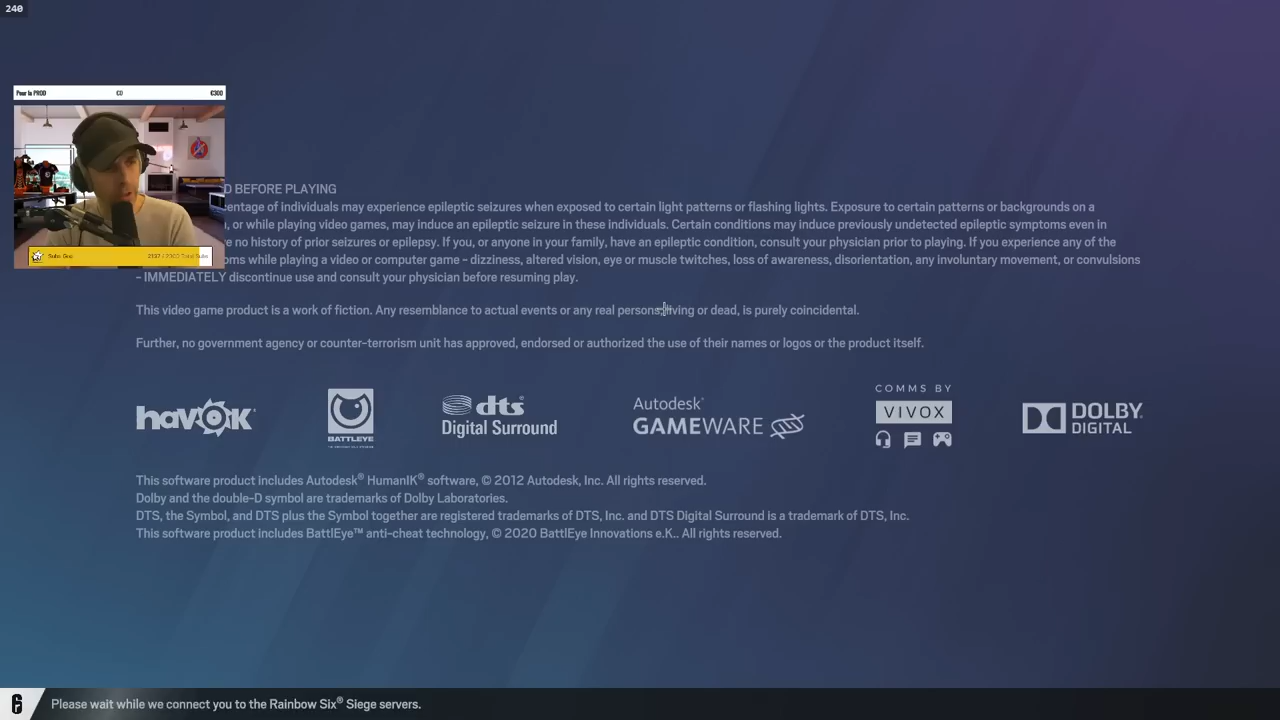 240
Pour la PROD €0 €300
D BEFORE PLAYING
centage of individuals may experience epileptic seizures when exposed to certain light patterns or flashing lights. Exposure to certain patterns or backgrounds on a
, or while playing video games, may induce an epileptic seizure in these individuals. Certain conditions may induce previously undetected epileptic symptoms even in
e no history of prior seizures or epilepsy. If you, or anyone in your family, have an epileptic condition, consult your physician prior to playing. If you experience any of the
oms while playing a video or computer game - dizziness, altered vision, eye or muscle twitches, loss of awareness, disorientation, any involuntary movement, or convulsions
Subs Goal
- IMMEDIATELY discontinue use and consult your physician before resuming play.
This video game product is a work of fiction. Any resemblance to actual events or any real persons living or dead, is purely coincidental.
Further, no government agency or counter-terrorism unit has approved, endorsed or authorized the use of their names or logos or the product itself.
havok
BATTLEYE
dts
Digital Surround
Autodesk®
GAMEWARE
COMMS BY
VIVOX
DOLBY
DIGITAL
This software product includes Autodesk® HumanIK® software, © 2012 Autodesk, Inc. All rights reserved.
Dolby and the double-D symbol are trademarks of Dolby Laboratories.
DTS, the Symbol, and DTS plus the Symbol together are registered trademarks of DTS, Inc. and DTS Digital Surround is a trademark of DTS, Inc.
This software product includes BattlEye™ anti-cheat technology, © 2020 BattlEye Innovations e.K.. All rights reserved.
6 Please wait while we connect you to the Rainbow Six® Siege servers.